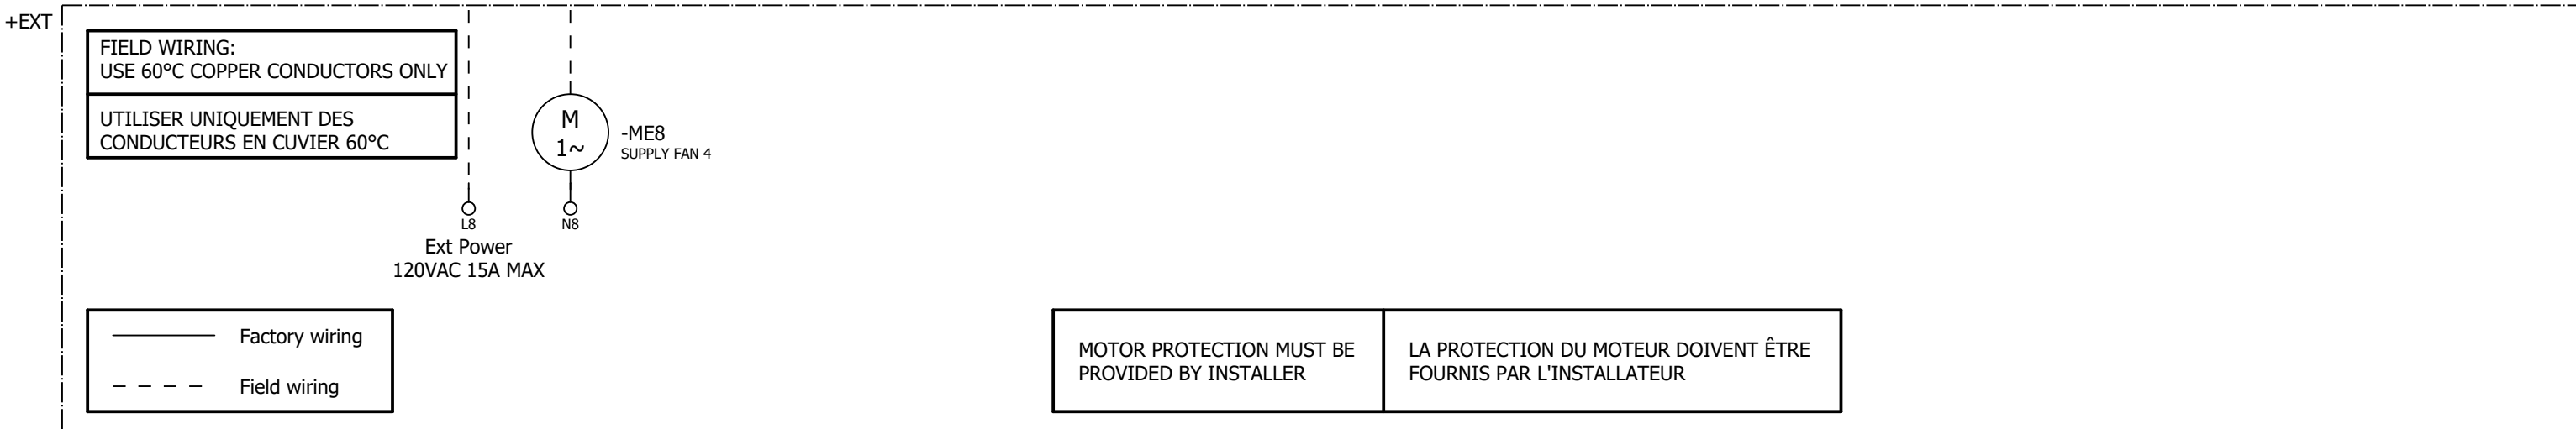 +EXT
FIELD WIRING:
USE 60°C COPPER CONDUCTORS ONLY
UTILISER UNIQUEMENT DES
CONDUCTEURS EN CUVIER 60°C
M
1~
-ME8
SUPPLY FAN 4
L8
N8
Ext Power
120VAC 15A MAX
Factory wiring
Field wiring
MOTOR PROTECTION MUST BE
PROVIDED BY INSTALLER
LA PROTECTION DU MOTEUR DOIVENT ÊTRE
FOURNIS PAR L'INSTALLATEUR